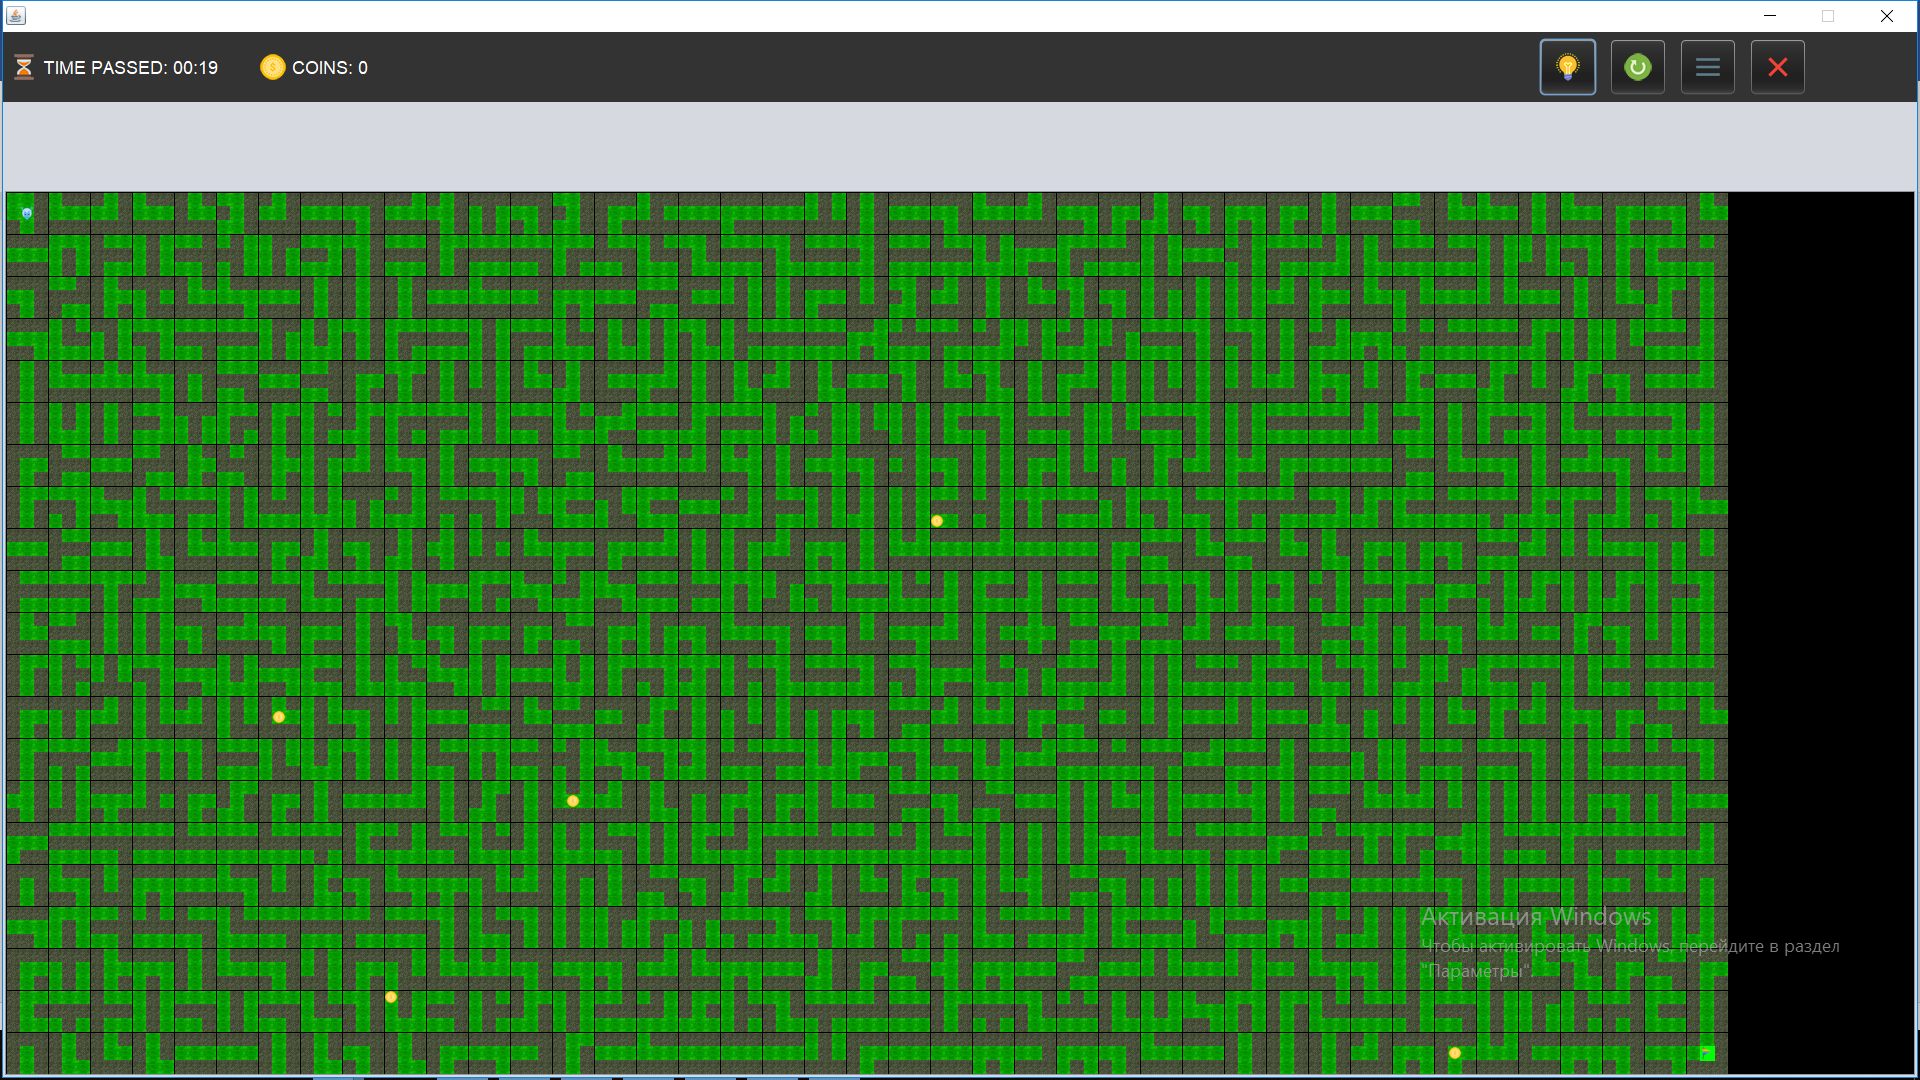 TIME PASSED: 00:19
COINS: 0
Активация Windows
Чтобы активировать Windows, перейдите в раздел
"Параметры".